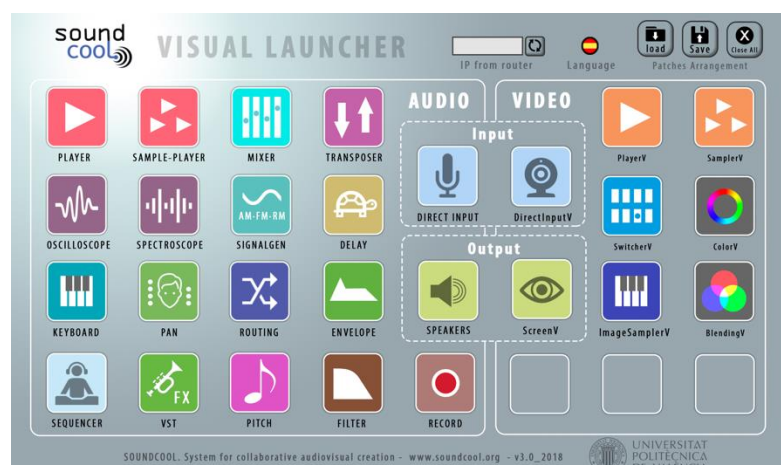 sound
cool
VISUAL LAUNCHER
IP from router
Language
load
Save
Close All
Patches Arrangement
AUDIO
VIDEO
Input
PLAYER
SAMPLE-PLAYER
MIXER
TRANSPOSER
DIRECT INPUT
DirectInputV
PlayerV
SamplerV
OSCILLOSCOPE
SPECTROSCOPE
AM-FM-RM
SIGNALGEN
DELAY
Output
SwitcherV
ColorV
KEYBOARD
PAN
ROUTING
ENVELOPE
SPEAKERS
ScreenV
ImageSamplerV
BlendingV
FX
SEQUENCER
VST
PITCH
FILTER
RECORD
SOUNDCOOL. System for collaborative audiovisual creation - www.soundcool.org - v3.0_2018
UNIVERSITAT
POLITÈCNICA